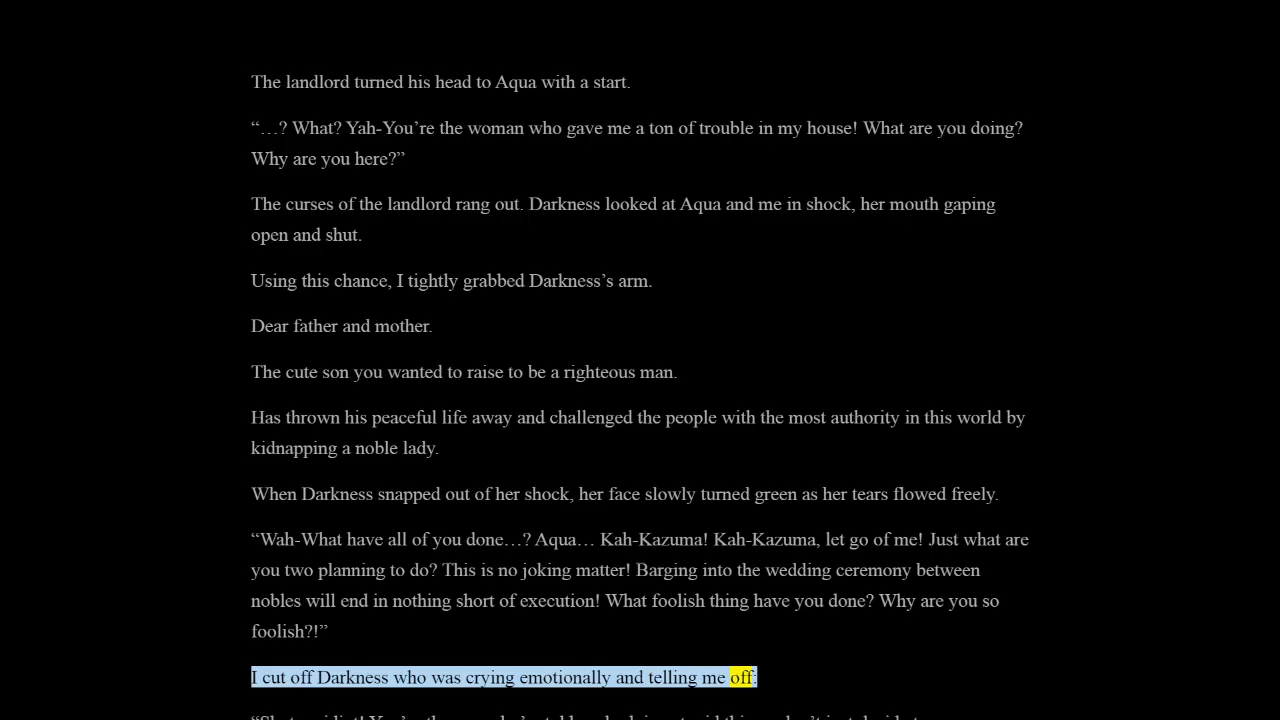 The landlord turned his head to Aqua with a start.
“…? What? Yah-You’re the woman who gave me a ton of trouble in my house! What are you doing?
Why are you here?”
The curses of the landlord rang out. Darkness looked at Aqua and me in shock, her mouth gaping
open and shut.
Using this chance, I tightly grabbed Darkness’s arm.
Dear father and mother.
The cute son you wanted to raise to be a righteous man.
Has thrown his peaceful life away and challenged the people with the most authority in this world by
kidnapping a noble lady.
When Darkness snapped out of her shock, her face slowly turned green as her tears flowed freely.
“Wah-What have all of you done…? Aqua… Kah-Kazuma! Kah-Kazuma, let go of me! Just what are
you two planning to do? This is no joking matter! Barging into the wedding ceremony between
nobles will end in nothing short of execution! What foolish thing have you done? Why are you so
foolish?!”
I cut off Darkness who was crying emotionally and telling me off: